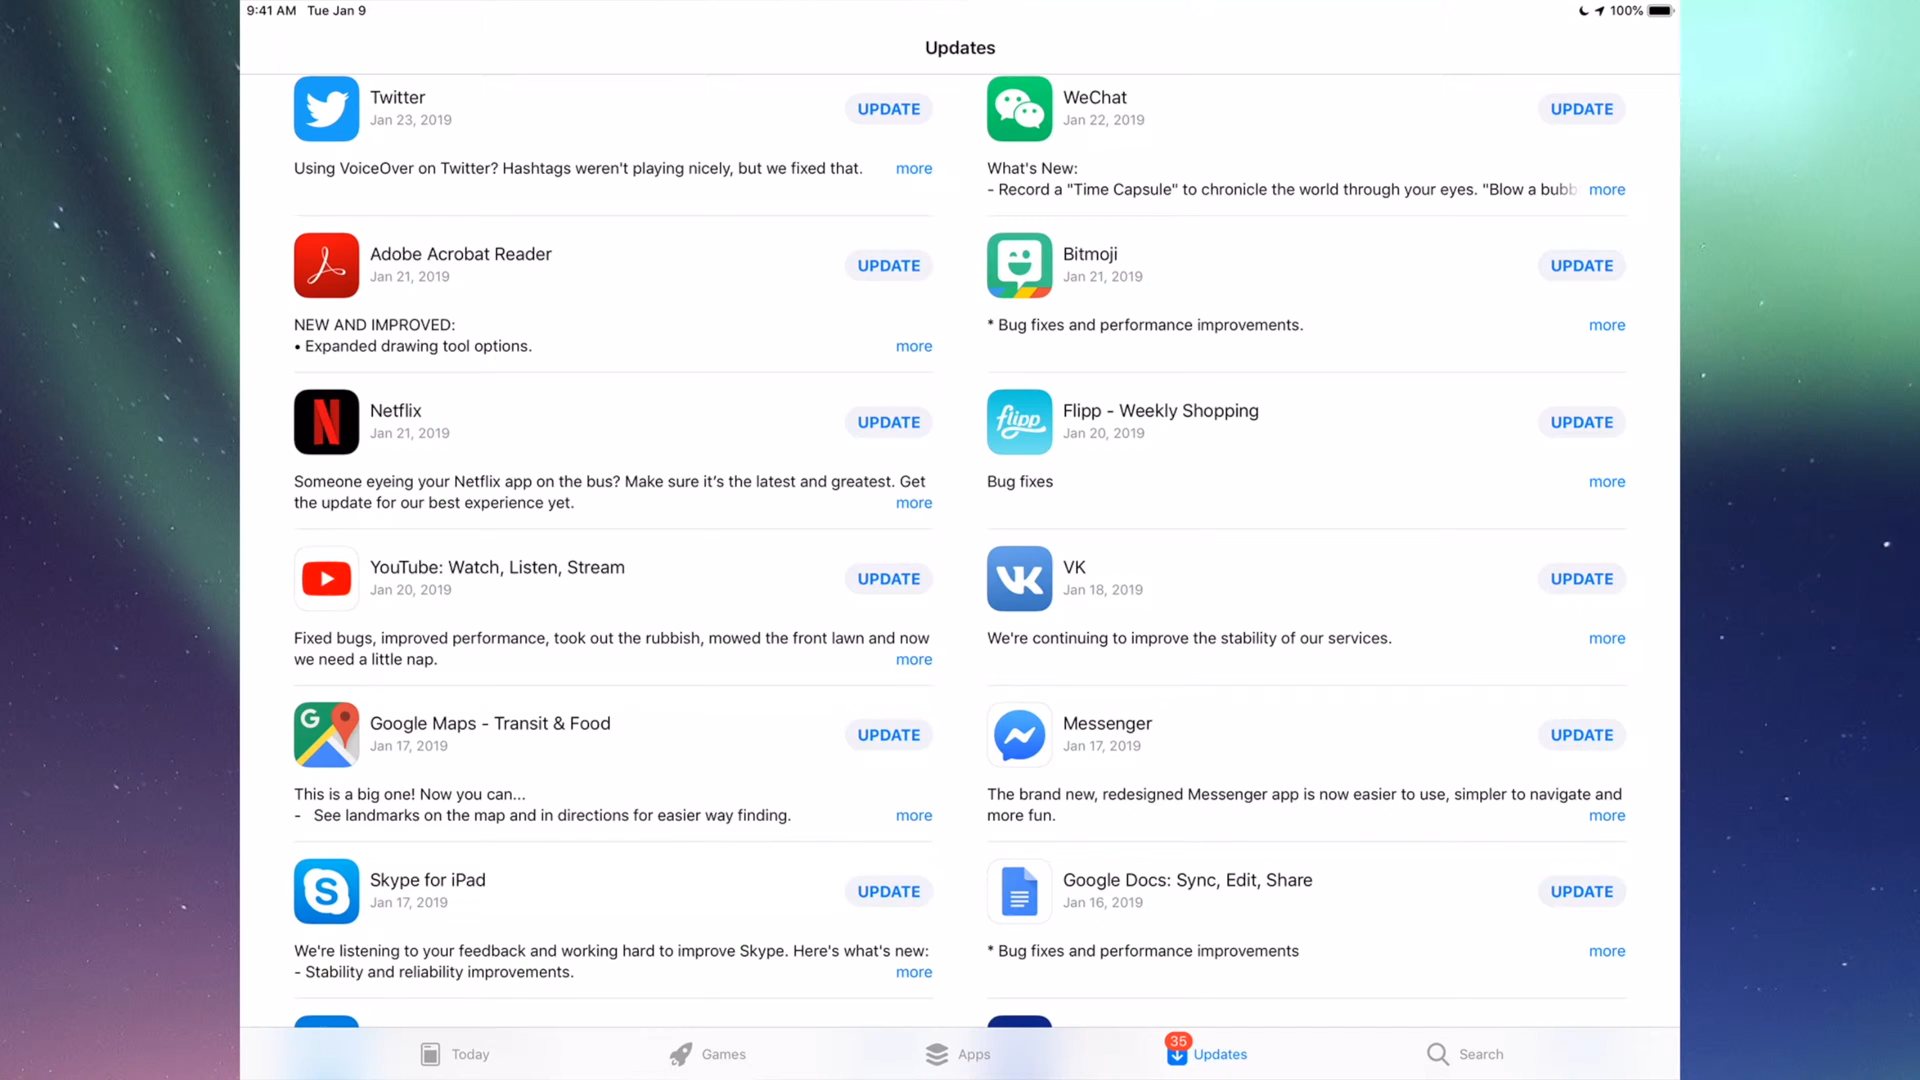 9:41 AM Tue Jan 9
100%
Updates
Twitter
Jan 23, 2019
UPDATE
Using VoiceOver on Twitter? Hashtags weren't playing nicely, but we fixed that.
more
WeChat
Jan 22, 2019
UPDATE
What's New:
- Record a "Time Capsule" to chronicle the world through your eyes. "Blow a bubb
more
Adobe Acrobat Reader
Jan 21, 2019
UPDATE
NEW AND IMPROVED:
• Expanded drawing tool options.
more
Bitmoji
Jan 21, 2019
UPDATE
* Bug fixes and performance improvements.
more
N
Netflix
Jan 21, 2019
UPDATE
Someone eyeing your Netflix app on the bus? Make sure it’s the latest and greatest. Get
the update for our best experience yet.
more
flipp
Flipp - Weekly Shopping
Jan 20, 2019
UPDATE
Bug fixes
more
YouTube: Watch, Listen, Stream
Jan 20, 2019
UPDATE
Fixed bugs, improved performance, took out the rubbish, mowed the front lawn and now
we need a little nap.
more
VK
VK
Jan 18, 2019
UPDATE
We're continuing to improve the stability of our services.
more
G
Google Maps - Transit & Food
Jan 17, 2019
UPDATE
This is a big one! Now you can...
- See landmarks on the map and in directions for easier way finding.
more
Messenger
Jan 17, 2019
UPDATE
The brand new, redesigned Messenger app is now easier to use, simpler to navigate and
more fun.
more
S
Skype for iPad
Jan 17, 2019
UPDATE
We're listening to your feedback and working hard to improve Skype. Here's what's new:
- Stability and reliability improvements.
more
Google Docs: Sync, Edit, Share
Jan 16, 2019
UPDATE
* Bug fixes and performance improvements
more
Today
Games
Apps
35
Updates
Search